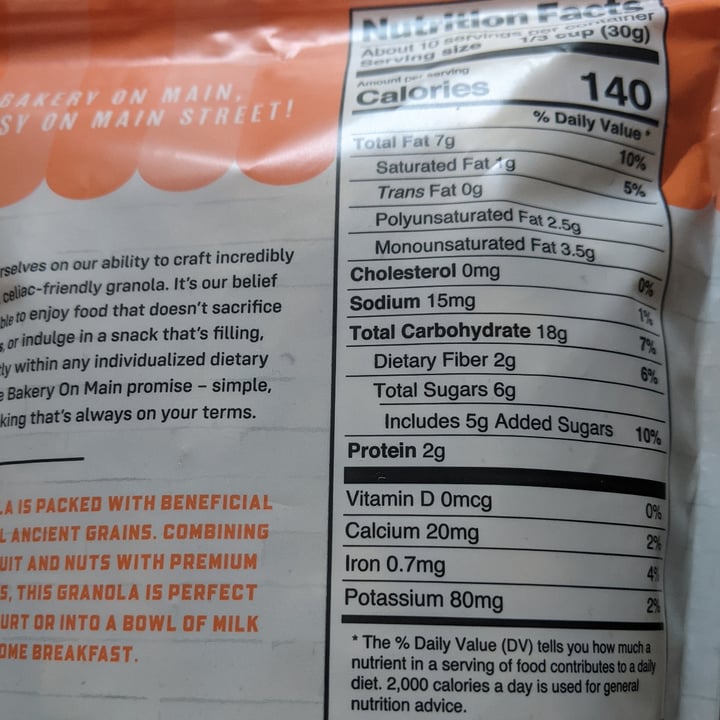 BAKERY ON MAIN,
SY ON MAIN STREET!
rselves on our ability to craft incredibly
celiac-friendly granola. It's our belief
ble to enjoy food that doesn't sacrifice
s, or indulge in a snack that's filling,
tly within any individualized dietary
e Bakery On Main promise – simple,
king that's always on your terms.
LA IS PACKED WITH BENEFICIAL
L ANCIENT GRAINS. COMBINING
UIT AND NUTS WITH PREMIUM
S, THIS GRANOLA IS PERFECT
URT OR INTO A BOWL OF MILK
OME BREAKFAST.
Nutrition Facts
About 10 servings per container
Serving size 1/3 cup (30g)
Amount per serving
Calories 140
% Daily Value *
Total Fat 7g 10%
Saturated Fat 1g 5%
Trans Fat 0g
Polyunsaturated Fat 2.5g
Monounsaturated Fat 3.5g
Cholesterol 0mg 0%
Sodium 15mg 1%
Total Carbohydrate 18g 7%
Dietary Fiber 2g 6%
Total Sugars 6g
Includes 5g Added Sugars 10%
Protein 2g
Vitamin D 0mcg 0%
Calcium 20mg 2%
Iron 0.7mg 4%
Potassium 80mg 2%
* The % Daily Value (DV) tells you how much a
nutrient in a serving of food contributes to a daily
diet. 2,000 calories a day is used for general
nutrition advice.